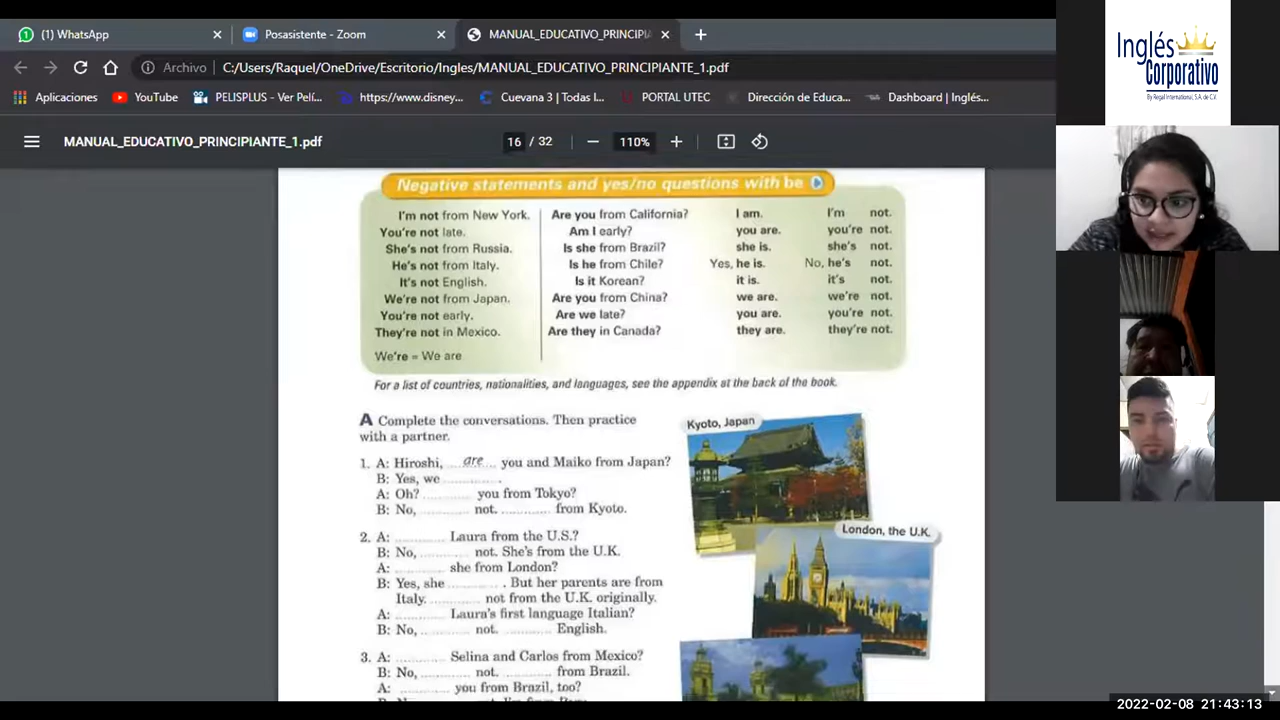 (1) WhatsApp
Posasistente - Zoom
MANUAL_EDUCATIVO_PRINCIPIA
Archivo
C:/Users/Raquel/OneDrive/Escritorio/Ingles/MANUAL_EDUCATIVO_PRINCIPIANTE_1.pdf
Aplicaciones
YouTube
PELISPLUS - Ver Pelí...
PORTAL UTEC
MANUAL_EDUCATIVO_PRINCIPIANTE_1.pdf
16 / 32
110%
Negative statements and yes/no questions with be
I'm not from New York. Are you from California? I am. I'm not.
You're not late. Am I early? you are. you're not.
She's not from Russia. Is she from Brazil? she is. she's not.
He's not from Italy. Is he from Chile? Yes, he is. No, he's not.
It's not English. Is it Korean? it is. it's not.
We're not from Japan. Are you from China? we are. we're not.
You're not early. Are we late? you are. you're not.
They're not in Mexico. Are they in Canada? they are. they're not.
We're = We are
For a list of countries, nationalities, and languages, see the appendix at the back of the book.
A Complete the conversations. Then practice
with a partner.
1. A: Hiroshi, are you and Maiko from Japan?
B: Yes, we .
A: Oh? you from Tokyo?
B: No, not. from Kyoto.
2. A: Laura from the U.S.?
B: No, not. She's from the U.K.
A: she from London?
B: Yes, she . But her parents are from
Italy. not from the U.K. originally.
A: Laura's first language Italian?
B: No, not. English.
3. A: Selina and Carlos from Mexico?
B: No, not. from Brazil.
A: you from Brazil, too?
Kyoto, Japan
London, the U.K.
Inglés
Corporativo
By Regal International, S.A. de C.V.
2022-02-08 21:43:13